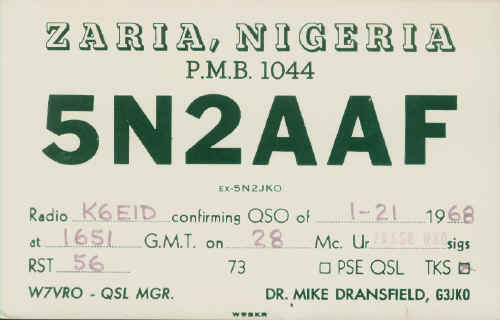 ZARIA, NIGERIA
P.M.B. 1044
5N2AAF
EX-5N2JKO
Radio K6EID confirming QSO of 1-21 1968
at 1651 G.M.T. on 28 Mc. Ur sigs
RST 56 73 PSE QSL TKS
W7VRO - QSL MGR. DR. MIKE DRANSFIELD, G3JKO